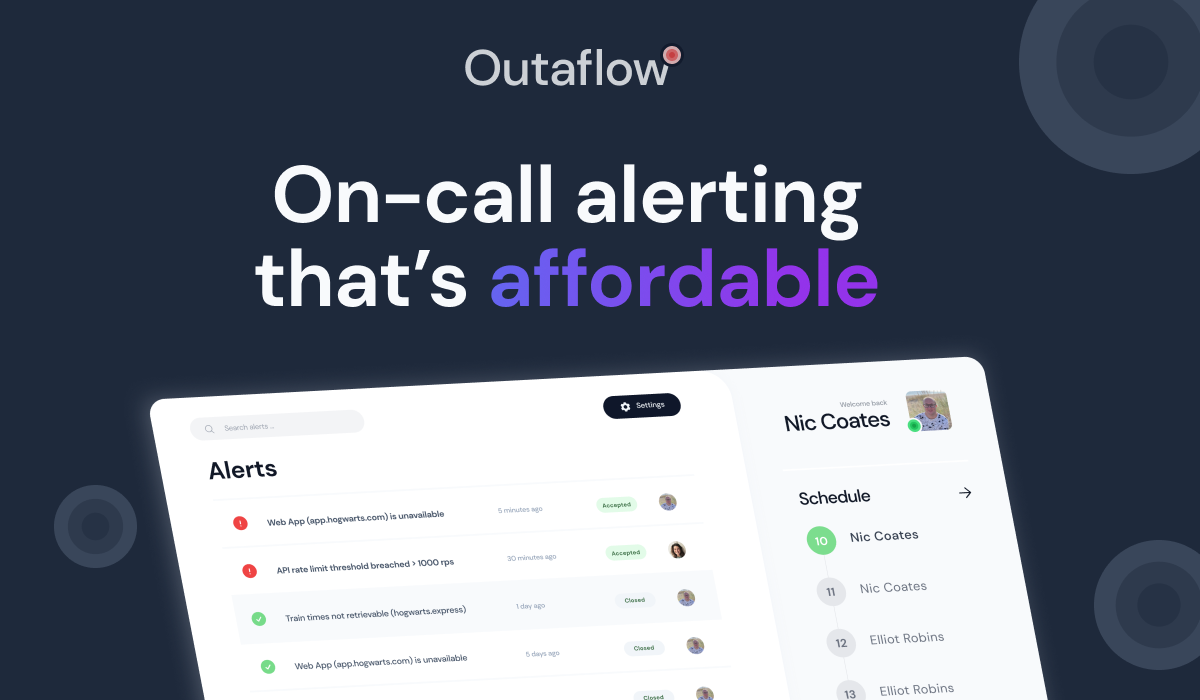 Outaflow
On-call alerting
that’s affordable
Search alerts ...
Settings
Alerts
Web App (app.hogwarts.com) is unavailable 5 minutes ago Accepted
API rate limit threshold breached > 1000 rps 30 minutes ago Accepted
Train times not retrievable (hogwarts.express) 1 day ago Closed
Web App (app.hogwarts.com) is unavailable 5 days ago Closed
Closed
Welcome back
Nic Coates
Schedule
10 Nic Coates
11 Nic Coates
12 Elliot Robins
13 Elliot Robins